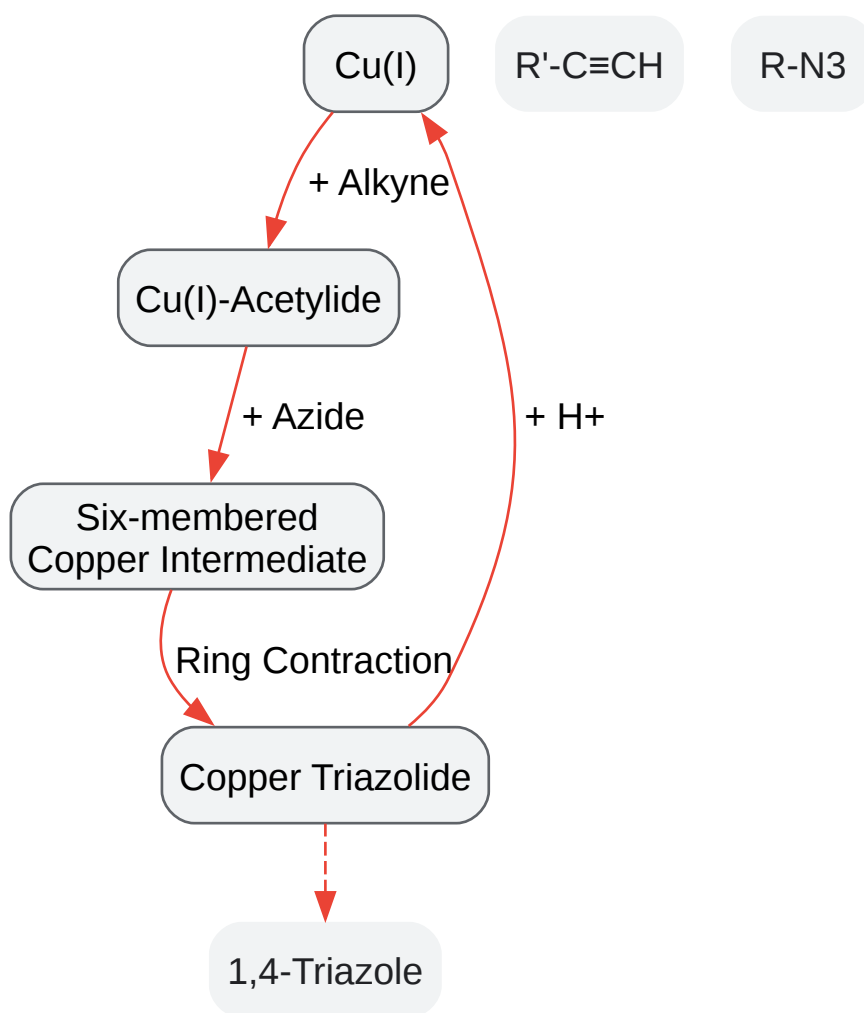 Cu(I)
R'-C≡CH
R-N3
+ Alkyne
Cu(I)-Acetylide
+ Azide
+ H+
Six-membered
Copper Intermediate
Ring Contraction
Copper Triazolide
1,4-Triazole